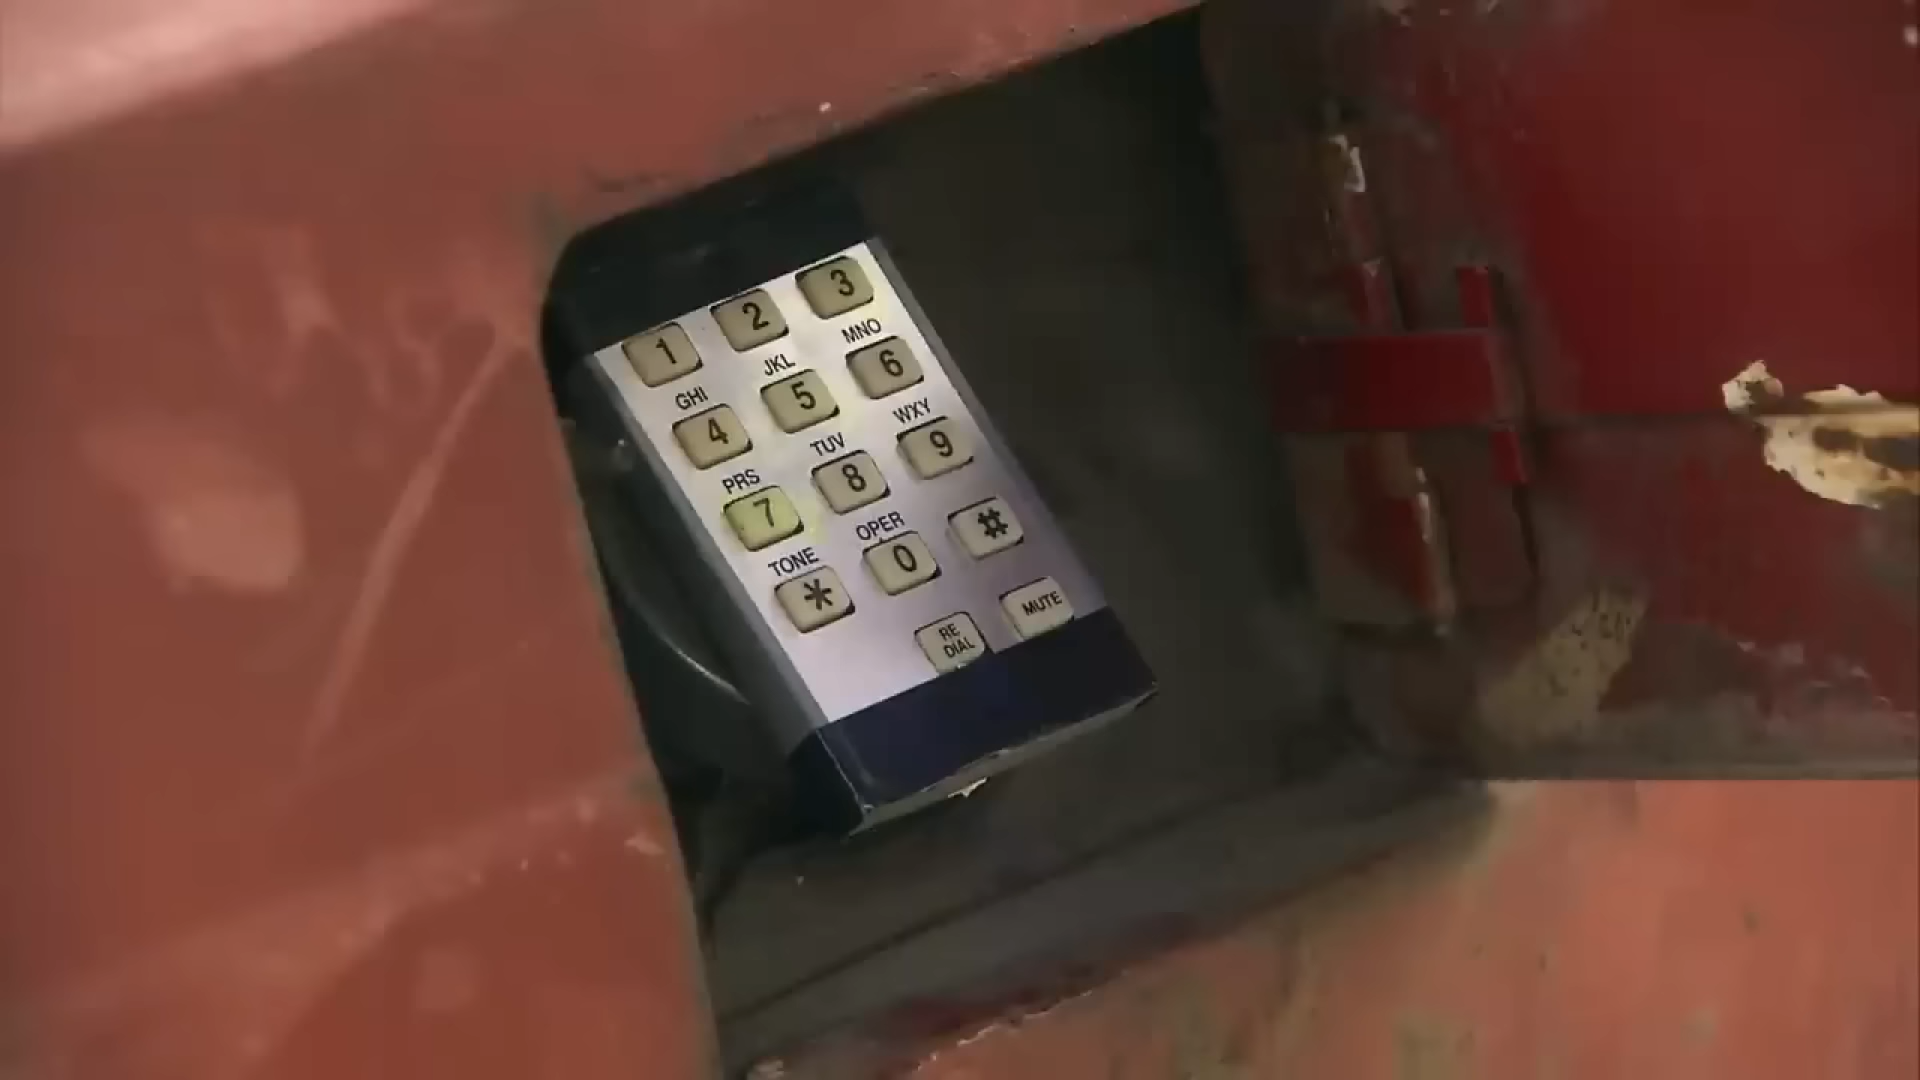 1 2 3
GHI JKL MNO
4 5 6
PRS TUV WXY
7 8 9
TONE OPER
* 0 #
RE DIAL MUTE